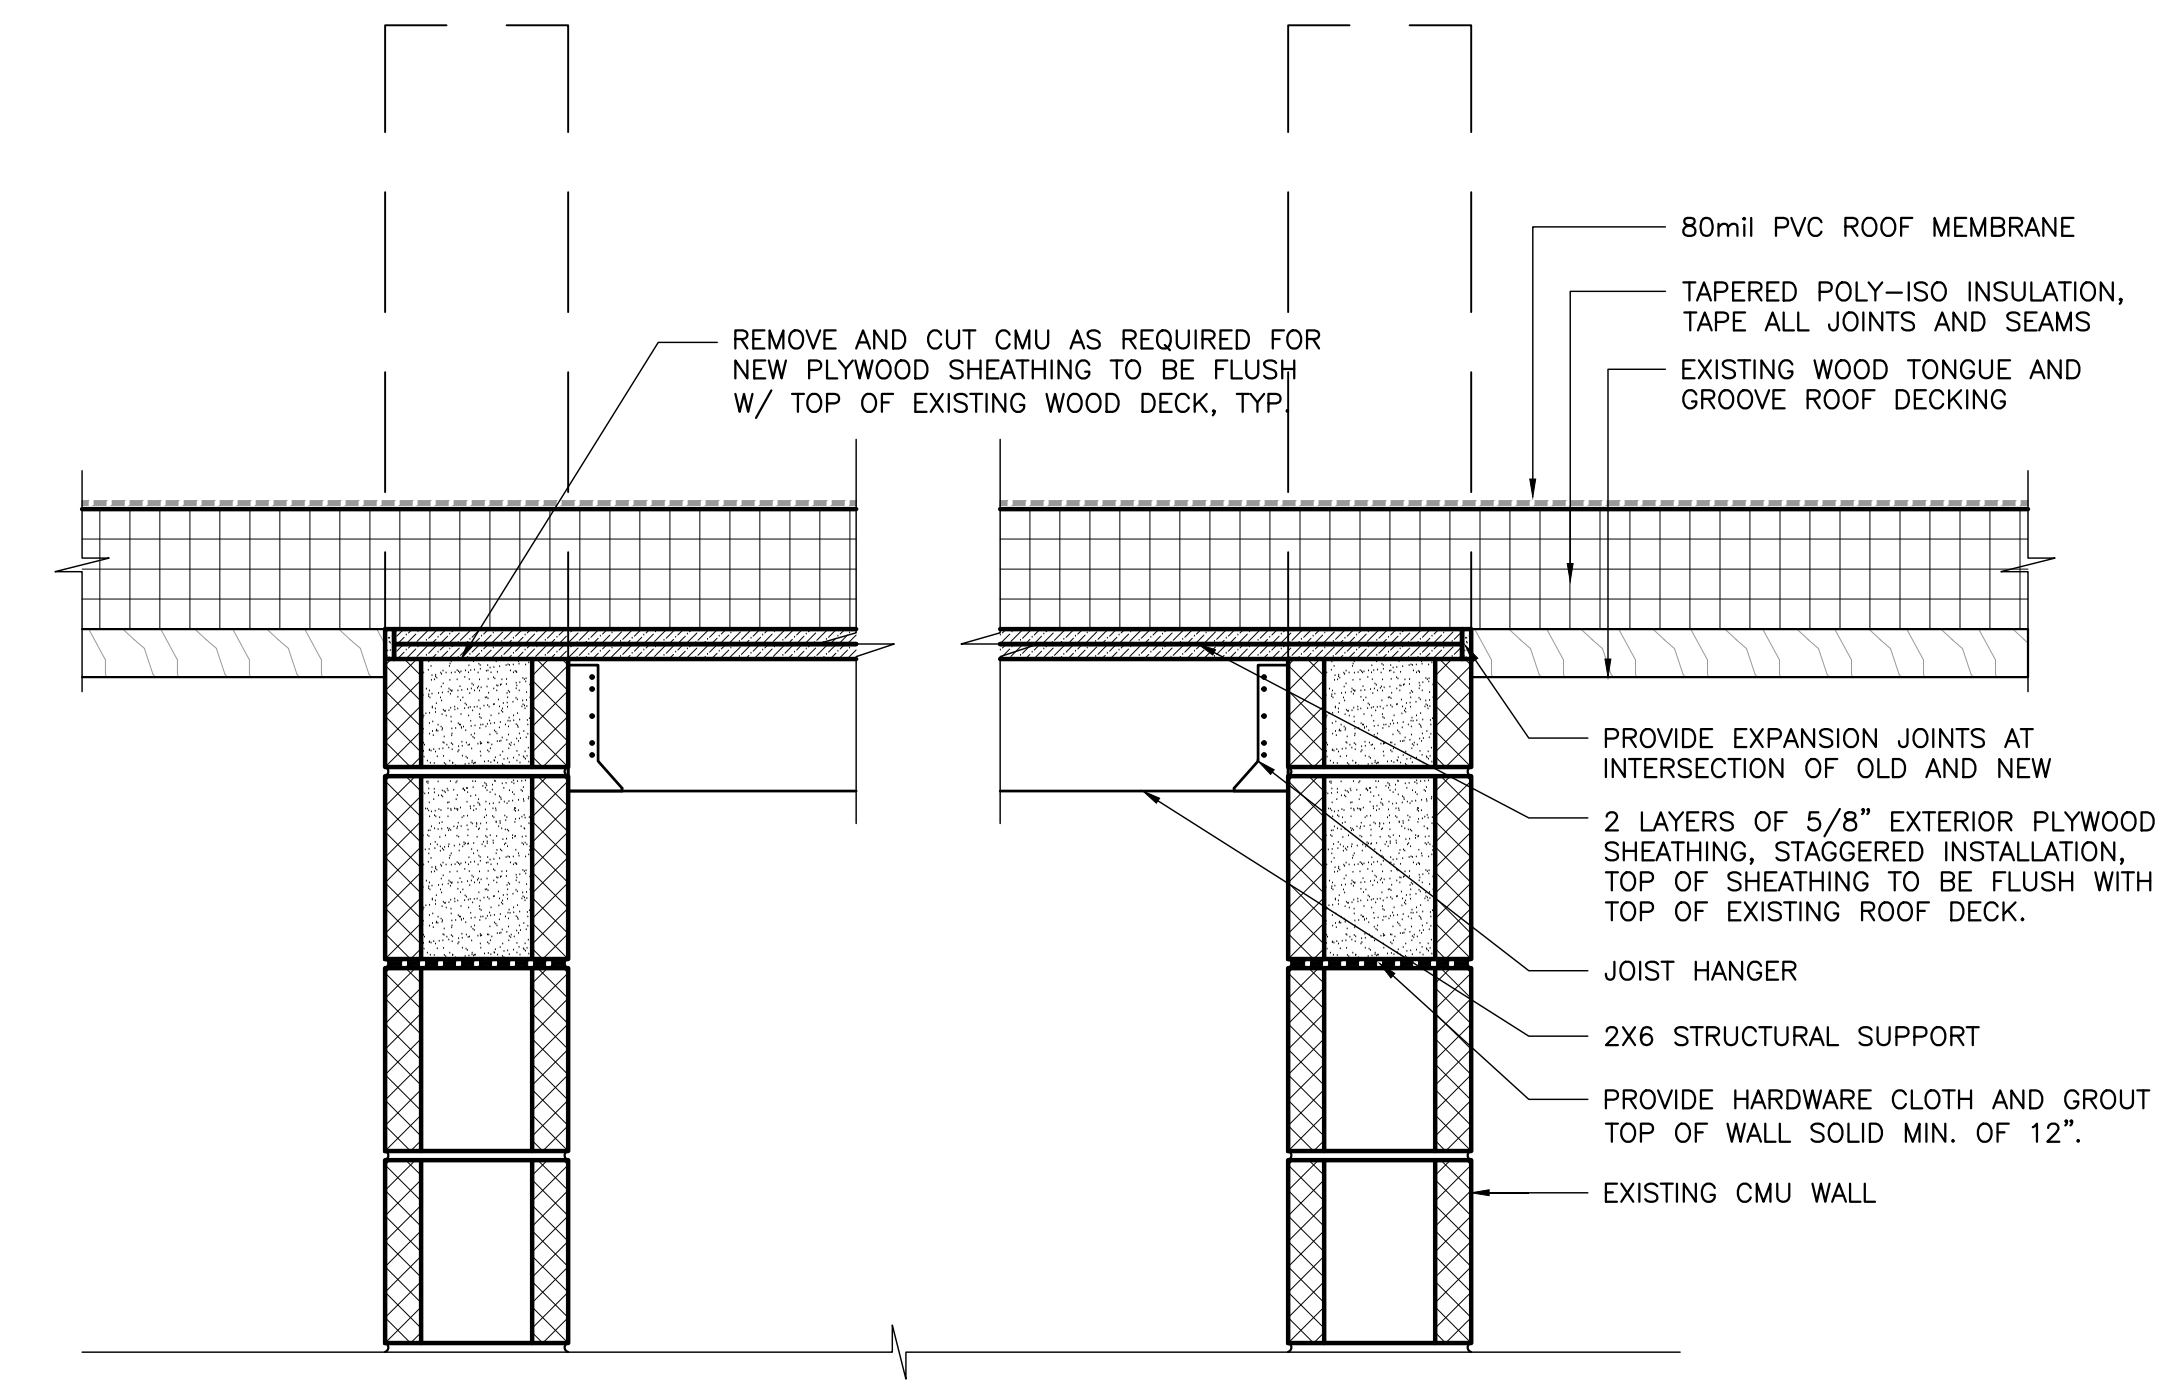 80mil PVC ROOF MEMBRANE
TAPERED POLY-ISO INSULATION,
TAPE ALL JOINTS AND SEAMS
REMOVE AND CUT CMU AS REQUIRED FOR
NEW PLYWOOD SHEATHING TO BE FLUSH
W/ TOP OF EXISTING WOOD DECK, TYP.
EXISTING WOOD TONGUE AND
GROOVE ROOF DECKING
PROVIDE EXPANSION JOINTS AT
INTERSECTION OF OLD AND NEW
2 LAYERS OF 5/8" EXTERIOR PLYWOOD
SHEATHING, STAGGERED INSTALLATION,
TOP OF SHEATHING TO BE FLUSH WITH
TOP OF EXISTING ROOF DECK.
JOIST HANGER
2X6 STRUCTURAL SUPPORT
PROVIDE HARDWARE CLOTH AND GROUT
TOP OF WALL SOLID MIN. OF 12".
EXISTING CMU WALL